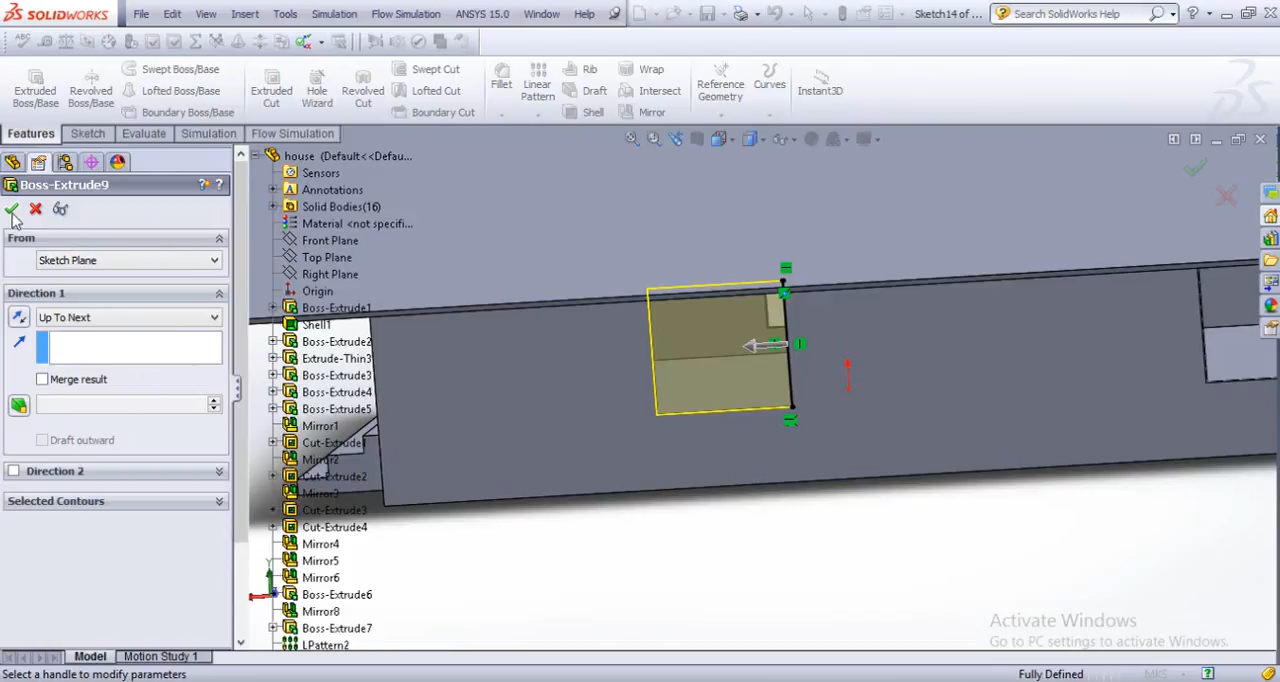 SOLIDWORKS
File Edit View Insert Tools Simulation Flow Simulation ANSYS 15.0 Window Help
Sketch14 of ...
Search SolidWorks Help
Extruded Boss/Base
Revolved Boss/Base
Swept Boss/Base
Lofted Boss/Base
Boundary Boss/Base
Extruded Cut
Hole Wizard
Revolved Cut
Swept Cut
Lofted Cut
Boundary Cut
Fillet
Linear Pattern
Rib
Draft
Shell
Wrap
Intersect
Mirror
Reference Geometry
Curves
Instant3D
Features Sketch Evaluate Simulation Flow Simulation
Boss-Extrude9
From
Sketch Plane
Direction 1
Up To Next
Merge result
Draft outward
Direction 2
Selected Contours
house (Default<<Defau...
Sensors
Annotations
Solid Bodies(16)
Material <not specifi...
Front Plane
Top Plane
Right Plane
Origin
Boss-Extrude1
Shell1
Boss-Extrude2
Extrude-Thin3
Boss-Extrude3
Boss-Extrude4
Boss-Extrude5
Mirror1
Cut-Extrude1
Mirror2
Cut-Extrude2
Mirror3
Cut-Extrude3
Cut-Extrude4
Mirror4
Mirror5
Mirror6
Boss-Extrude6
Mirror8
Boss-Extrude7
LPattern2
Activate Windows
Go to PC settings to activate Windows.
Model Motion Study 1
Select a handle to modify parameters
Fully Defined
MKS